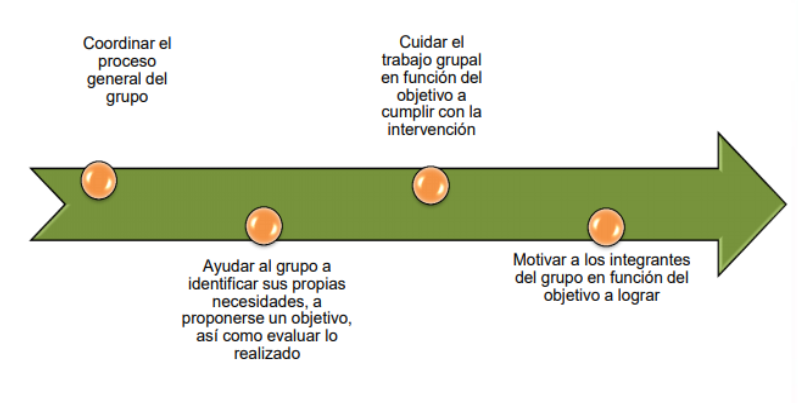 Coordinar el
proceso
general del
grupo
Ayudar al grupo a
identificar sus propias
necesidades, a
proponerse un objetivo,
así como evaluar lo
realizado
Cuidar el
trabajo grupal
en función del
objetivo a
cumplir con la
intervención
Motivar a los integrantes
del grupo en función del
objetivo a lograr